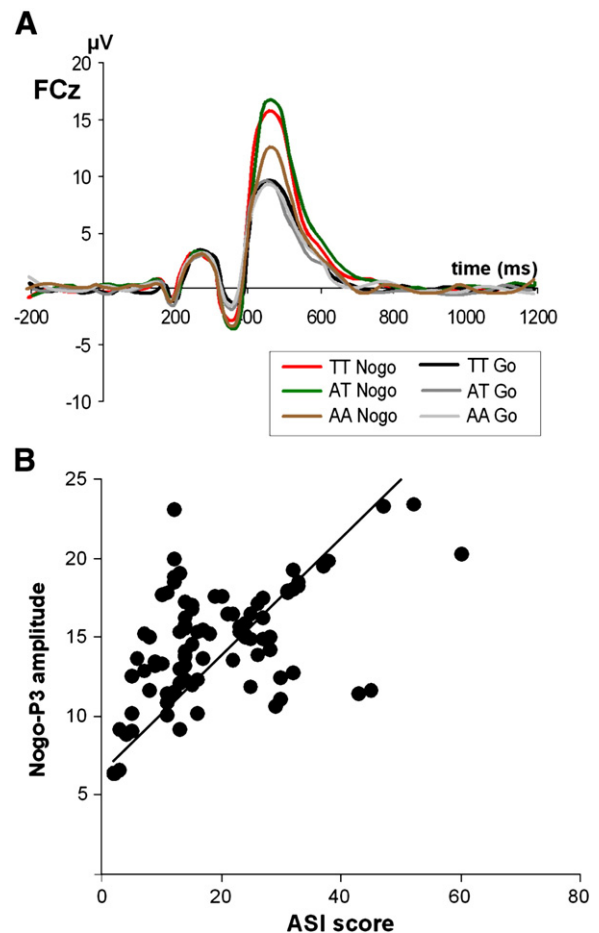 A
µV
FCz
20
15
10
5
-5
-10
time (ms)
-200 200 400 600 800 1000 1200
TT Nogo TT Go
AT Nogo AT Go
AA Nogo AA Go
B
Nogo-P3 amplitude
25
20
15
10
5
0 20 40 60 80
ASI score